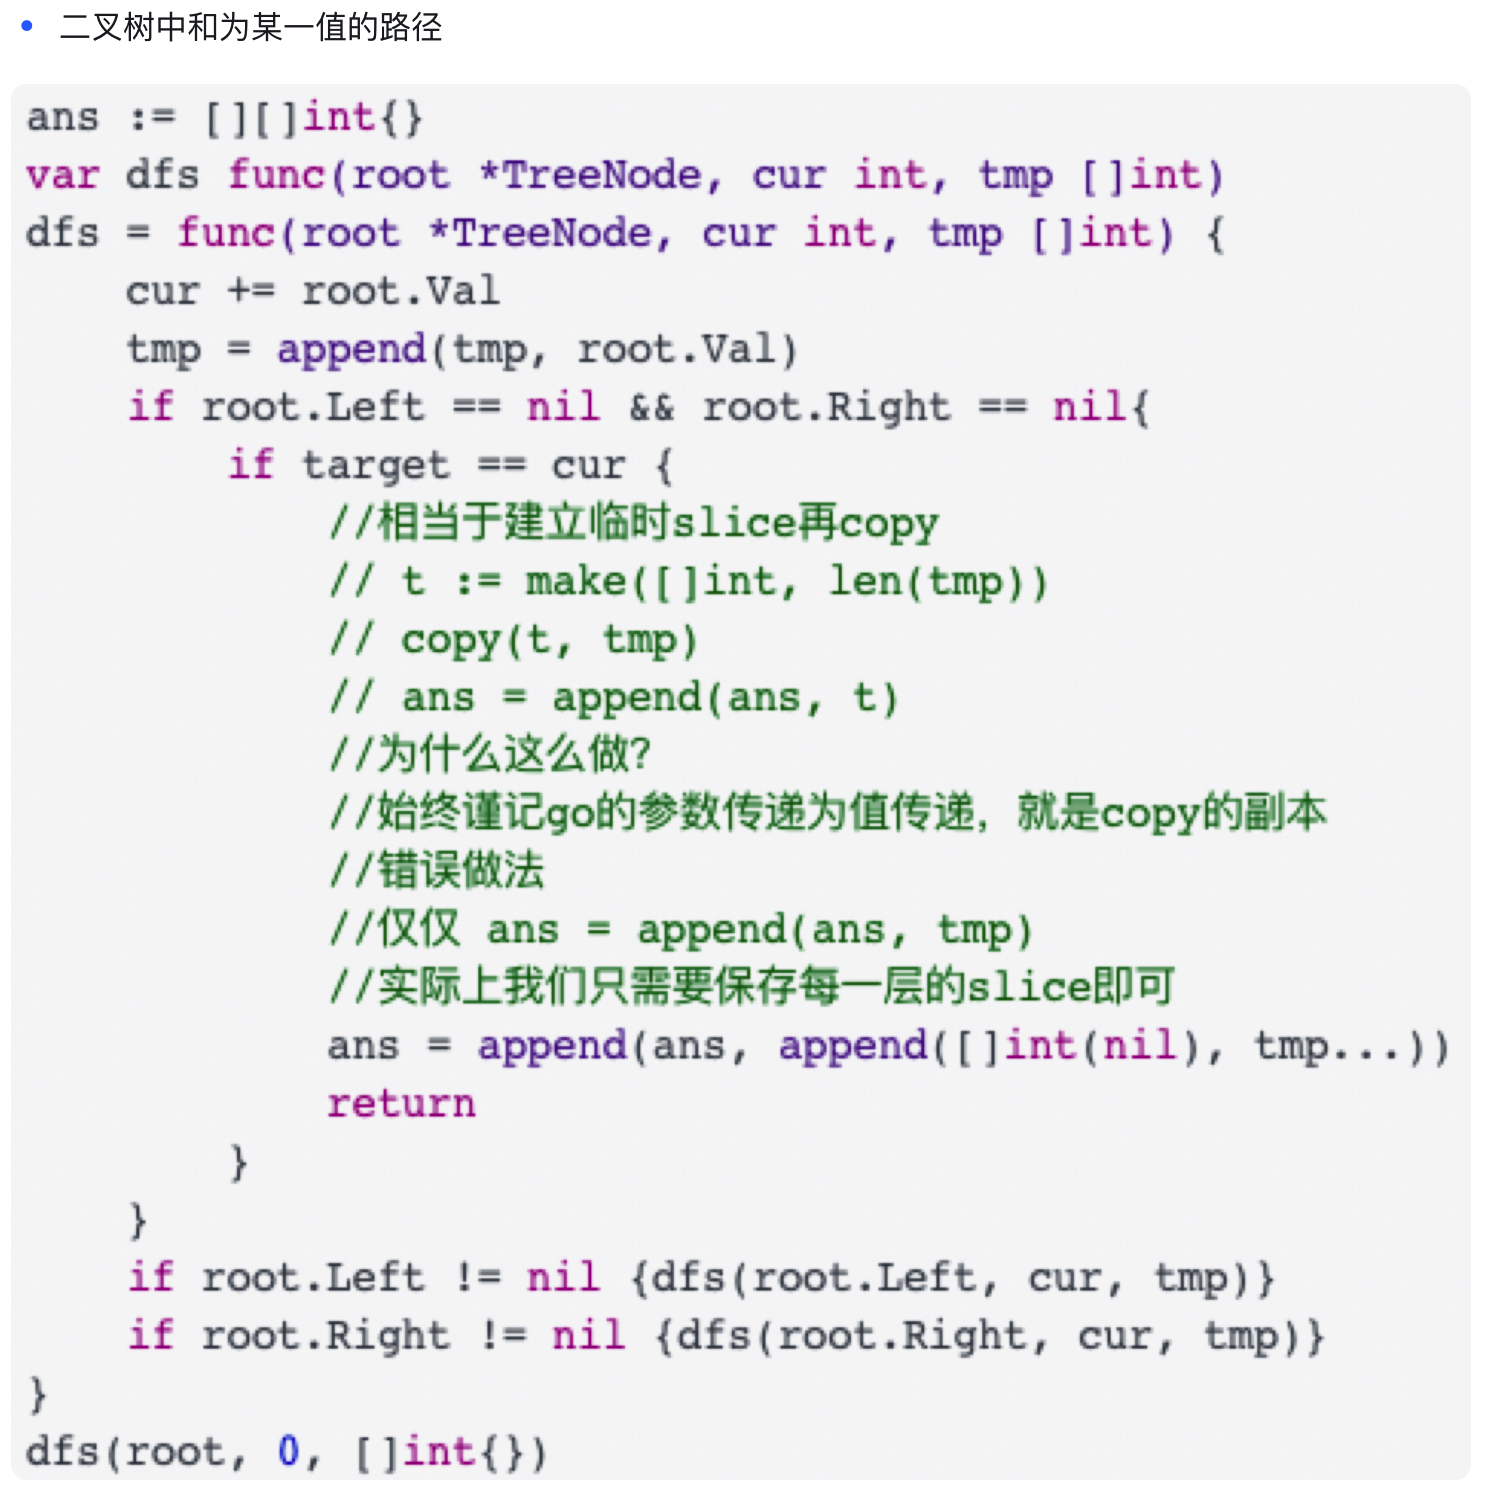 • 二叉树中和为某一值的路径
ans := [][]int{}
var dfs func(root *TreeNode, cur int, tmp []int)
dfs = func(root *TreeNode, cur int, tmp []int) {
    cur += root.Val
    tmp = append(tmp, root.Val)
    if root.Left == nil && root.Right == nil{
        if target == cur {
            //相当于建立临时slice再copy
            // t := make([]int, len(tmp))
            // copy(t, tmp)
            // ans = append(ans, t)
            //为什么这么做?
            //始终谨记go的参数传递为值传递，就是copy的副本
            //错误做法
            //仅仅 ans = append(ans, tmp)
            //实际上我们只需要保存每一层的slice即可
            ans = append(ans, append([]int(nil), tmp...))
            return
        }
    }
    if root.Left != nil {dfs(root.Left, cur, tmp)}
    if root.Right != nil {dfs(root.Right, cur, tmp)}
}
dfs(root, 0, []int{})